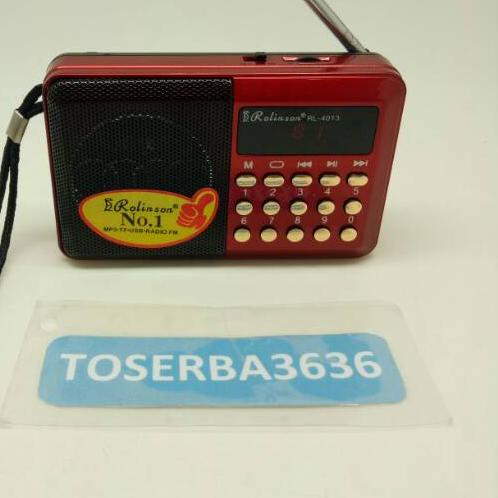 Rolinson® RL-4013
81
M
1 2 3 4 5
6 7 8 9 0
Rolinson®
No.1
MP3•TF•USB•RADIO FM
TOSERBA3636